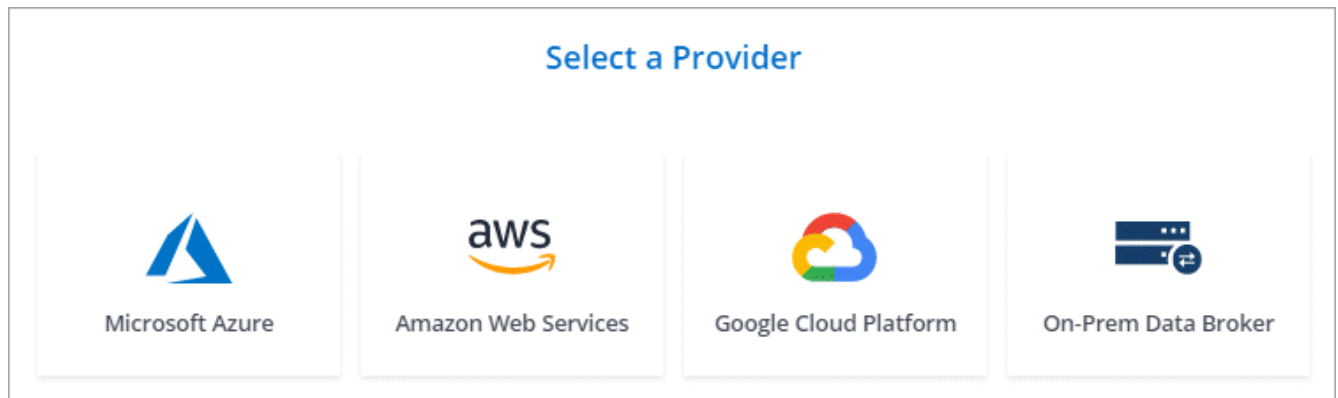 Select a Provider
aws
Microsoft Azure
Amazon Web Services
Google Cloud Platform
On-Prem Data Broker